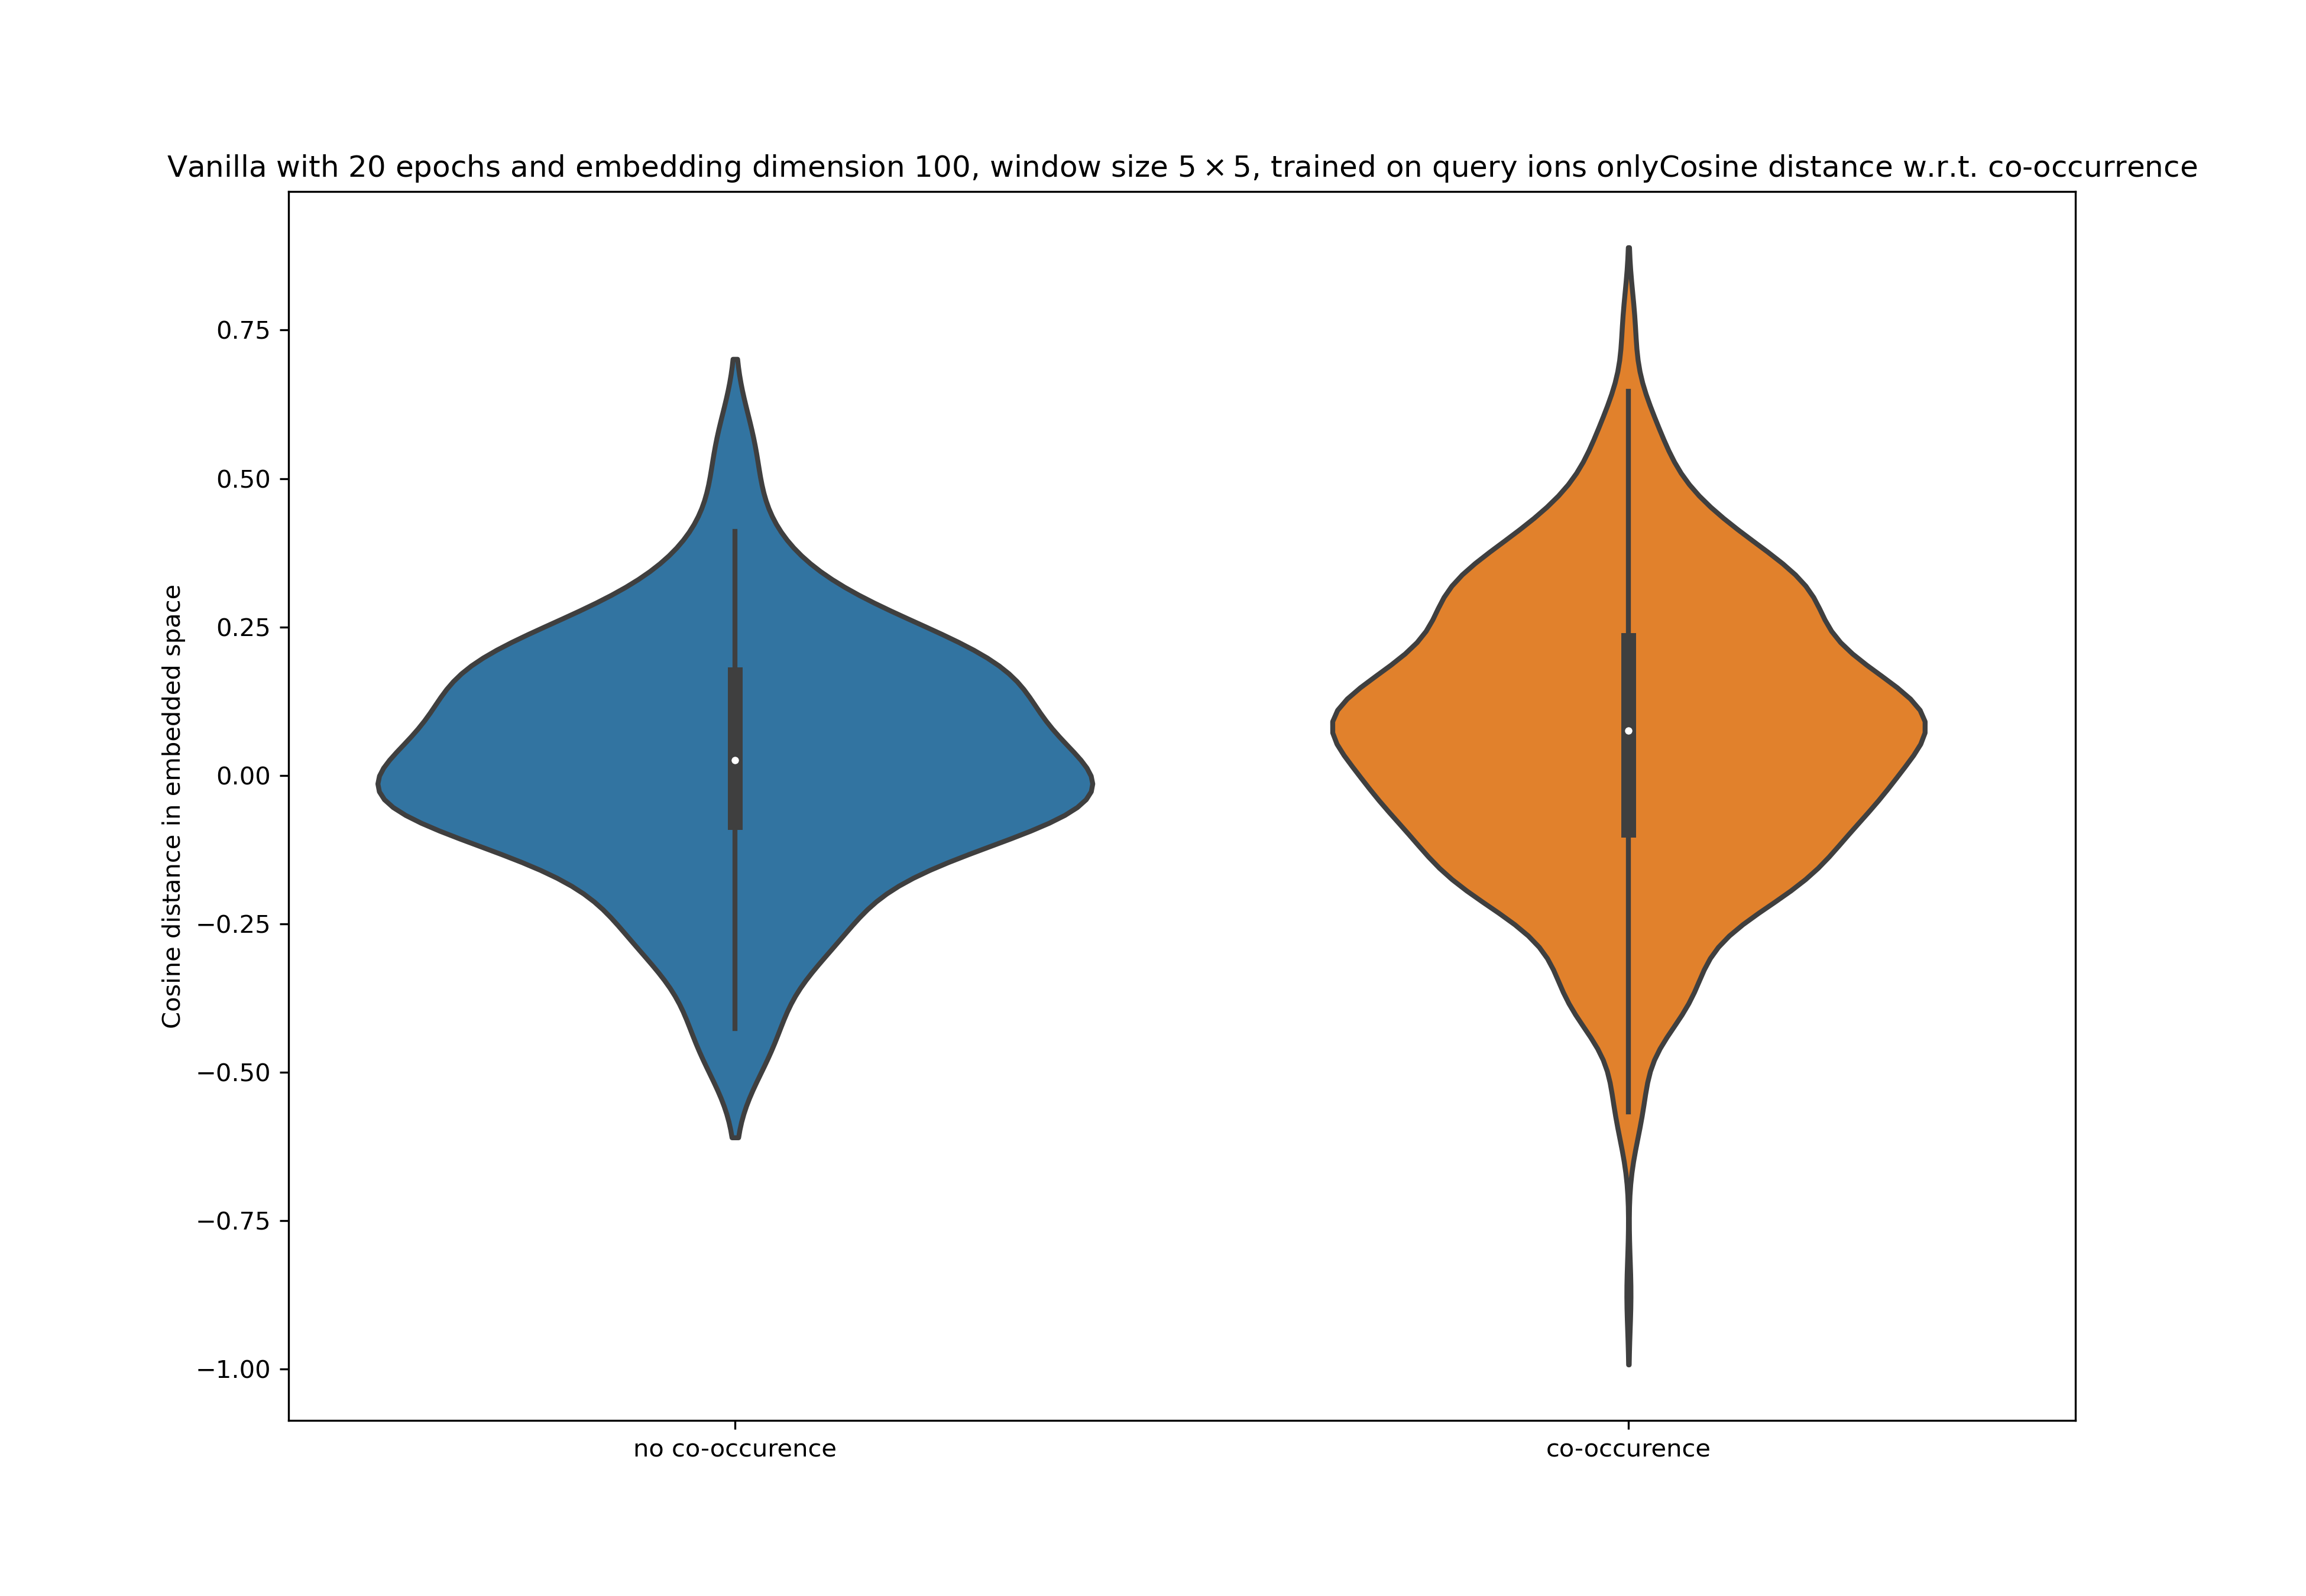 Vanilla with 20 epochs and embedding dimension 100, window size 5 × 5, trained on query ions onlyCosine distance w.r.t. co-occurrence
Cosine distance in embedded space
0.75
0.50
0.25
0.00
−0.25
−0.50
−0.75
−1.00
no co-occurence
co-occurence